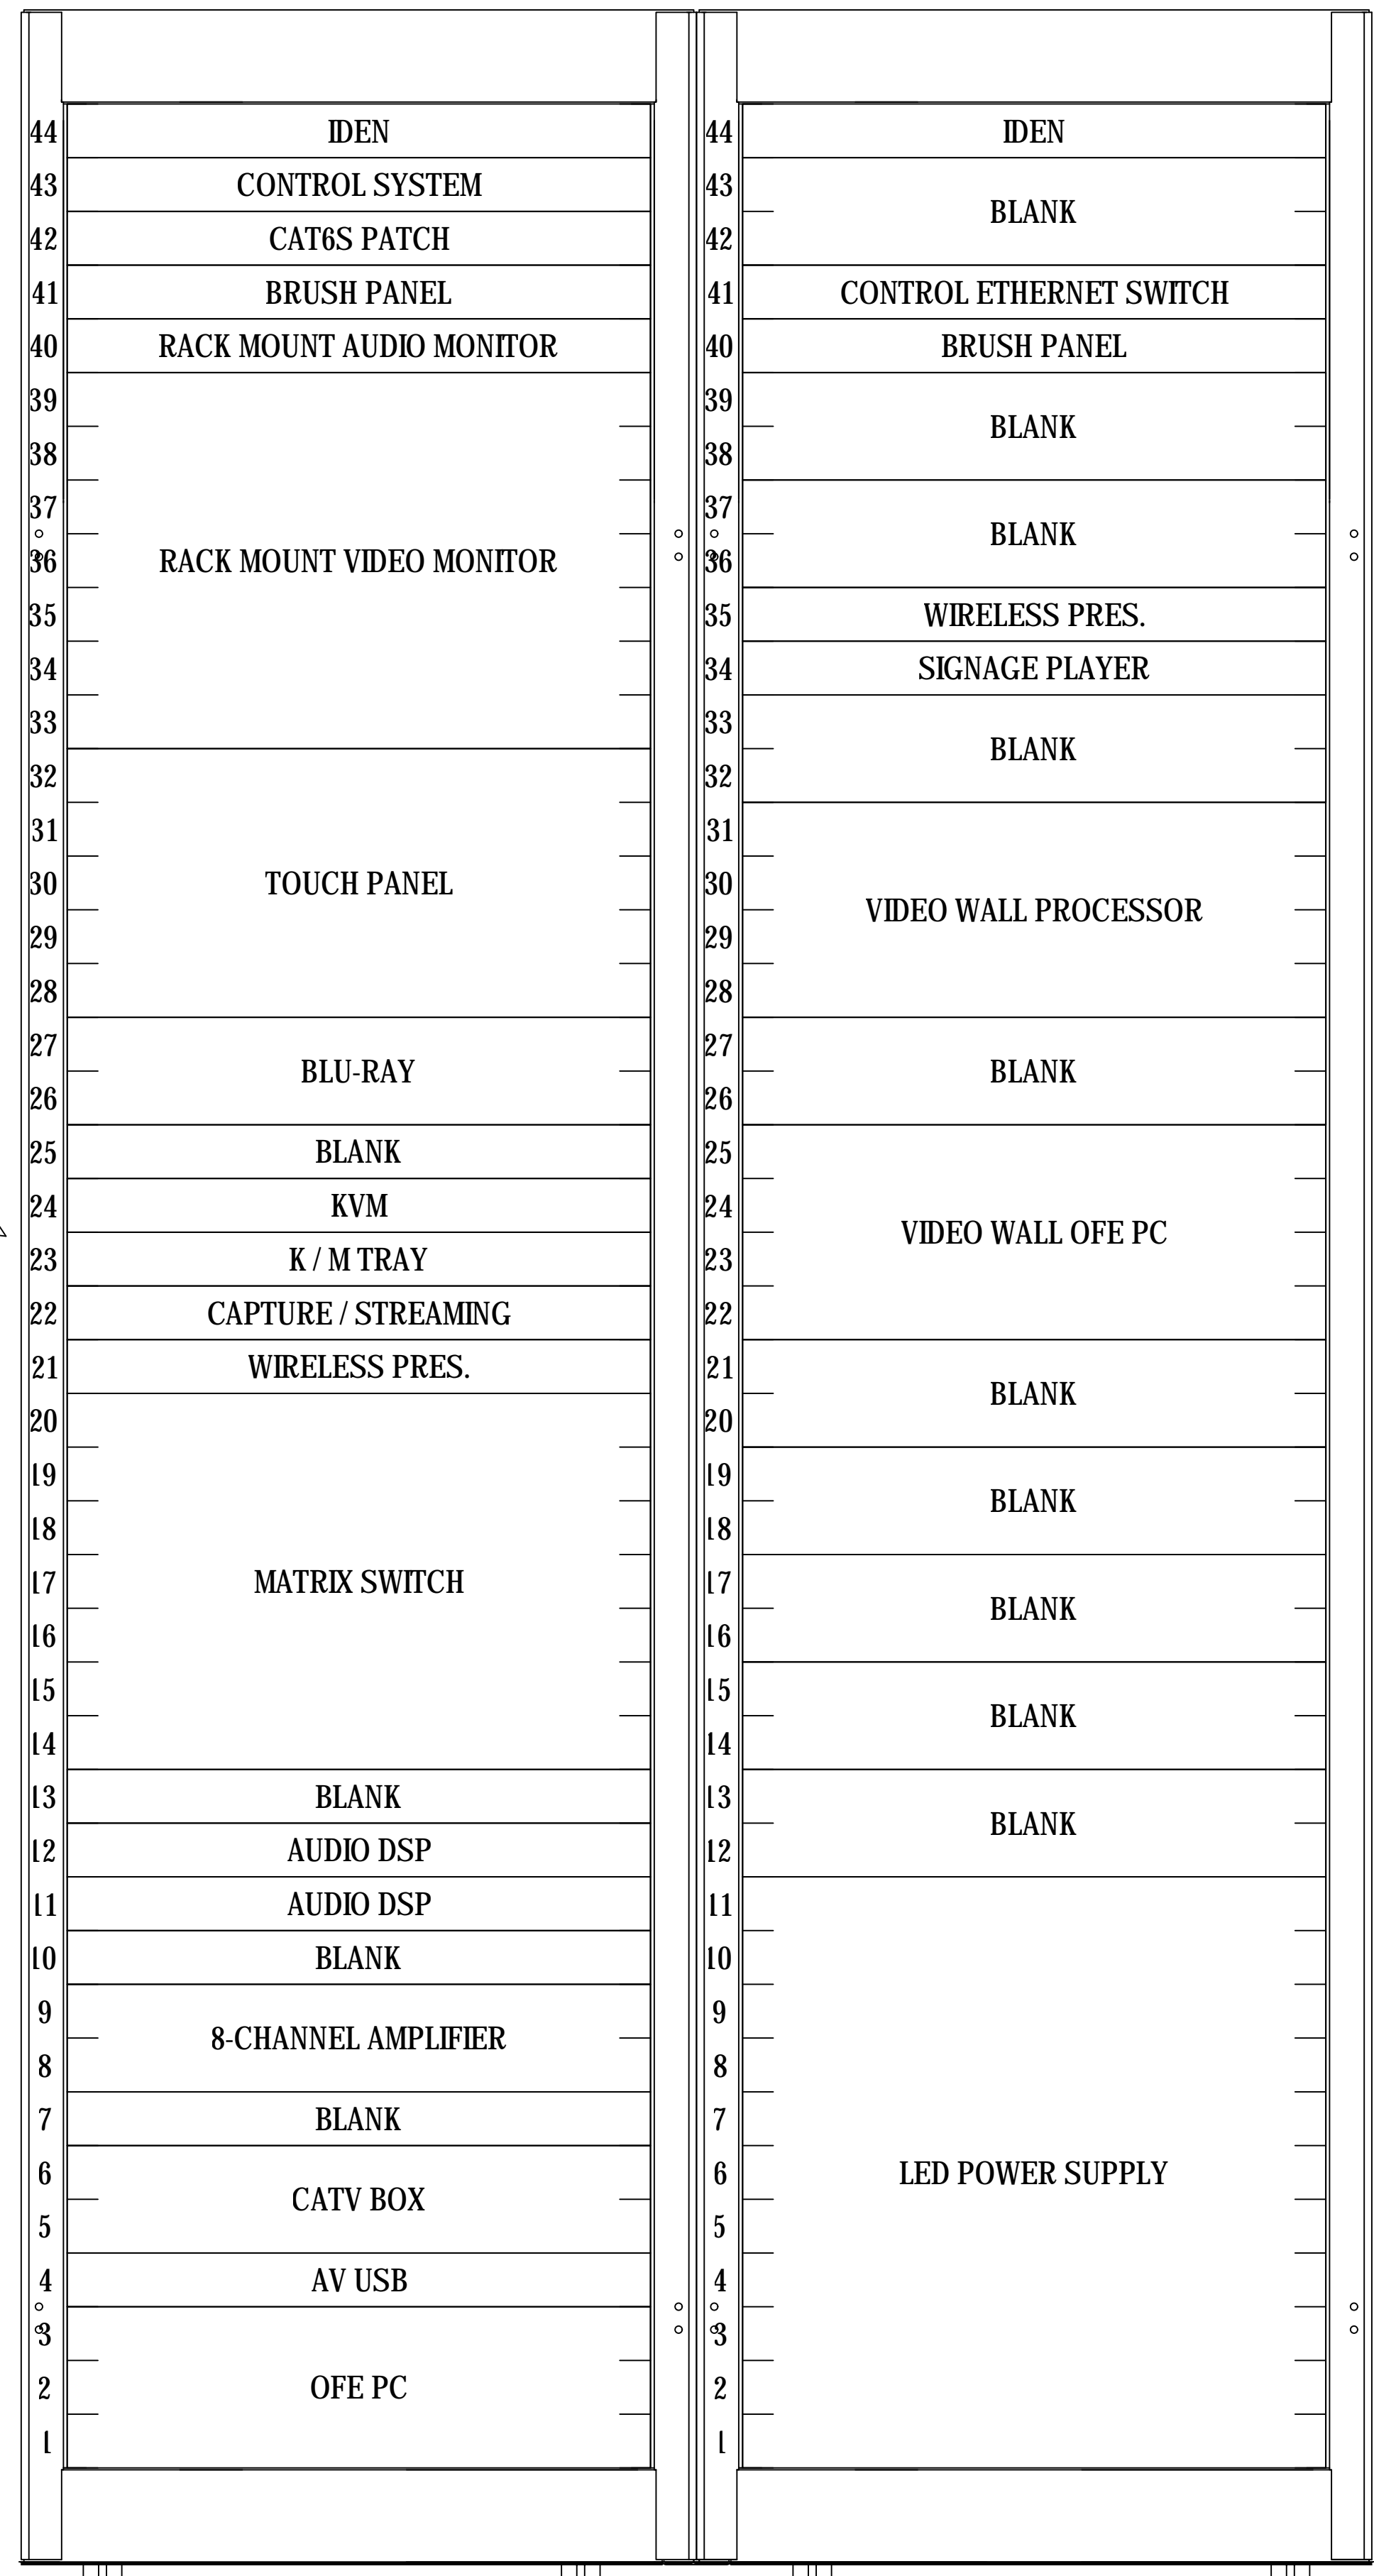 44 IDEN
43 CONTROL SYSTEM
42 CAT6S PATCH
41 BRUSH PANEL
40 RACK MOUNT AUDIO MONITOR
39
38
37
36 RACK MOUNT VIDEO MONITOR
35
34
33
32
31
30 TOUCH PANEL
29
28
27
BLU-RAY
26
25 BLANK
24 KVM
23 K / M TRAY
22 CAPTURE / STREAMING
21 WIRELESS PRES.
20
19
18
17 MATRIX SWITCH
16
15
14
13 BLANK
12 AUDIO DSP
11 AUDIO DSP
10 BLANK
9
8-CHANNEL AMPLIFIER
8
7 BLANK
6
CATV BOX
5
4 AV USB
3
2 OFE PC
1
44 IDEN
43
BLANK
42
41 CONTROL ETHERNET SWITCH
40 BRUSH PANEL
39
BLANK
38
37
BLANK
36
35 WIRELESS PRES.
34 SIGNAGE PLAYER
33
BLANK
32
31
30
VIDEO WALL PROCESSOR
29
28
27
BLANK
26
25
24
VIDEO WALL OFE PC
23
22
21
BLANK
20
19
BLANK
18
17
BLANK
16
15
BLANK
14
13
BLANK
12
11
10
9
8
7
6 LED POWER SUPPLY
5
4
3
2
1